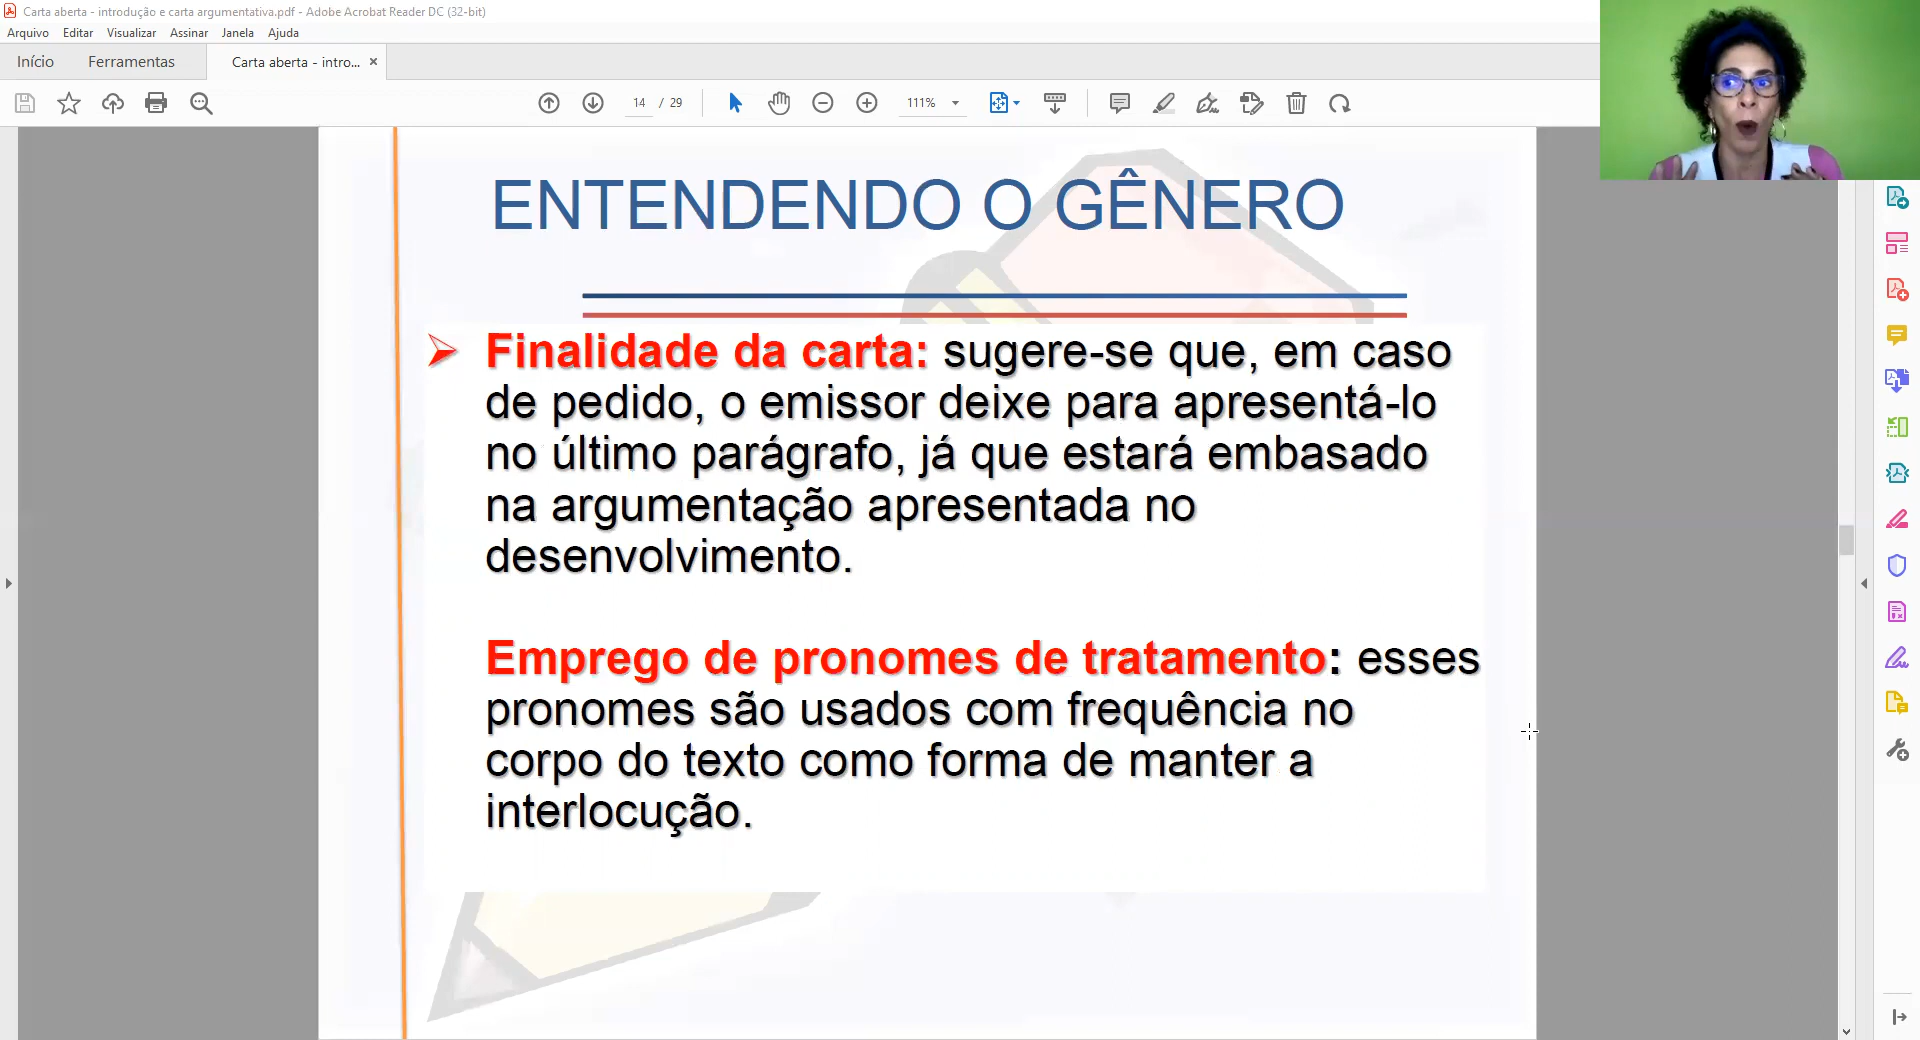 Carta aberta - introdução e carta argumentativa.pdf - Adobe Acrobat Reader DC (32-bit)
Arquivo Editar Visualizar Assinar Janela Ajuda
Início Ferramentas Carta aberta - intro... ×
14 / 29 111%
ENTENDENDO O GÊNERO
Finalidade da carta: sugere-se que, em caso
de pedido, o emissor deixe para apresentá-lo
no último parágrafo, já que estará embasado
na argumentação apresentada no
desenvolvimento.
Emprego de pronomes de tratamento: esses
pronomes são usados com frequência no
corpo do texto como forma de manter a
interlocução.